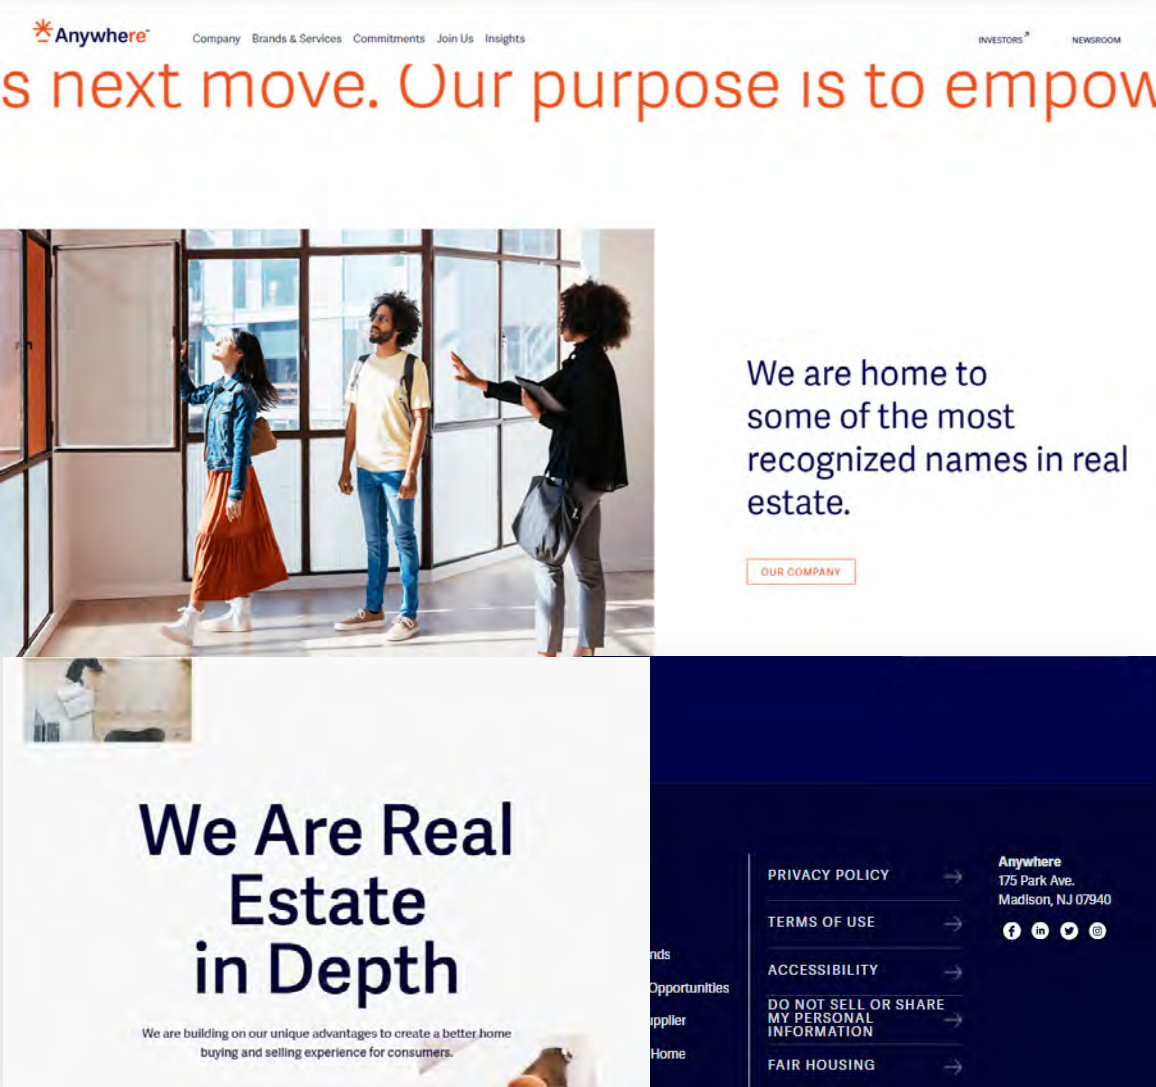 Anywhere
Company Brands & Services Commitments Join Us Insights
INVESTORS
NEWSROOM
s next move. Our purpose is to empow
We are home to
some of the most
recognized names in real
estate.
OUR COMPANY
We Are Real
Estate
in Depth
We are building on our unique advantages to create a better home
buying and selling experience for consumers.
nds
Opportunities
upplier
Home
PRIVACY POLICY
TERMS OF USE
ACCESSIBILITY
DO NOT SELL OR SHARE
MY PERSONAL
INFORMATION
FAIR HOUSING
Anywhere
175 Park Ave.
Madison, NJ 07940